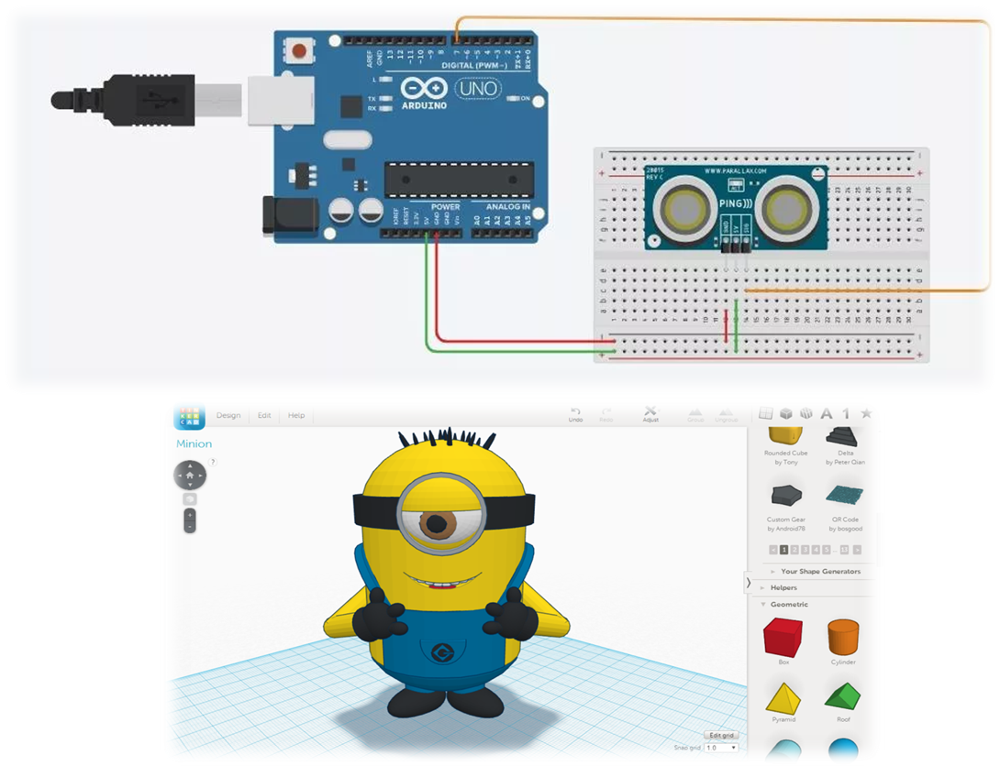 AREF
GND
13
12
~11
~10
~9
8
7
~6
~5
4
~3
2
TX→1
RX←0
DIGITAL (PWM~)
L
TX
RX
UNO
ARDUINO
ON
POWER
ANALOG IN
IOREF
RESET
3.3V
5V
GND
GND
Vin
A0
A1
A2
A3
A4
A5
28015
REV C
WWW.PARALLAX.COM
PING)))
GND
5V
SIG
Design
Edit
Help
Undo
Redo
Adjust
Group
Ungroup
Minion
?
Rounded Cube
by Tony
Delta
by Peter Qian
Custom Gear
by Android78
QR Code
by bosgood
1 2 3 4 5 ... 13
Your Shape Generators
Helpers
Geometric
Box
Cylinder
Pyramid
Roof
Edit grid
Snap grid 1.0